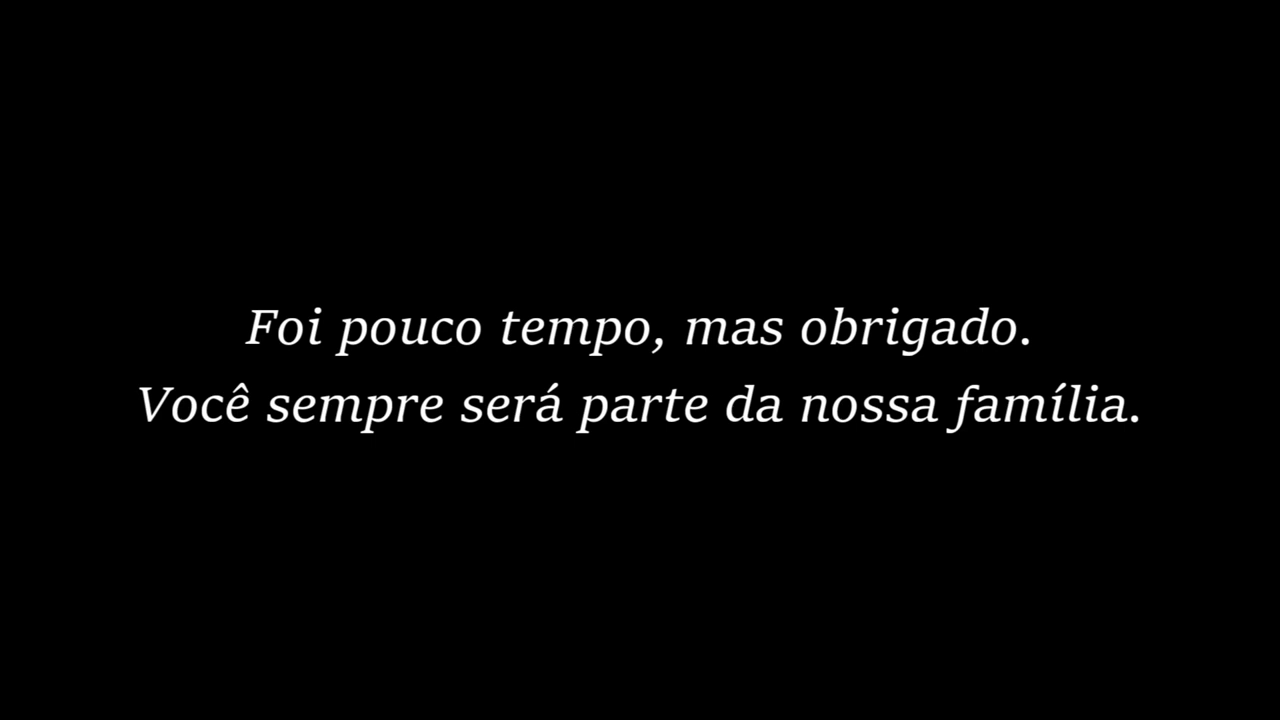 Foi pouco tempo, mas obrigado.
Você sempre será parte da nossa família.